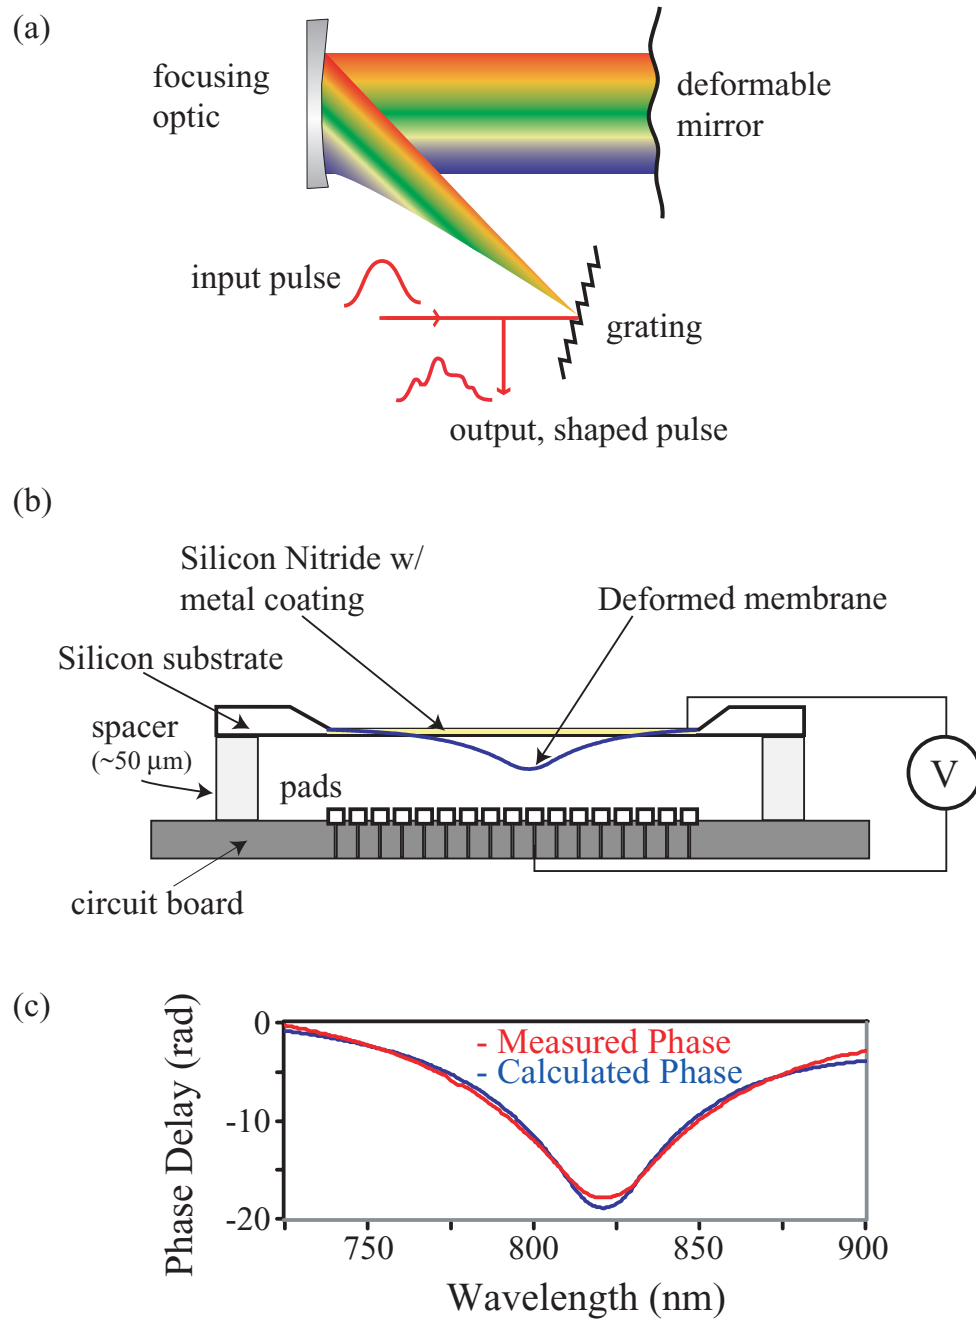 (a)
focusing
optic
deformable
mirror
input pulse
grating
output, shaped pulse
(b)
Silicon Nitride w/
metal coating
Deformed membrane
Silicon substrate
spacer
(~50 µm)
pads
V
circuit board
(c)
Phase Delay (rad)
0
-10
-20
- Measured Phase
- Calculated Phase
750
800
850
900
Wavelength (nm)